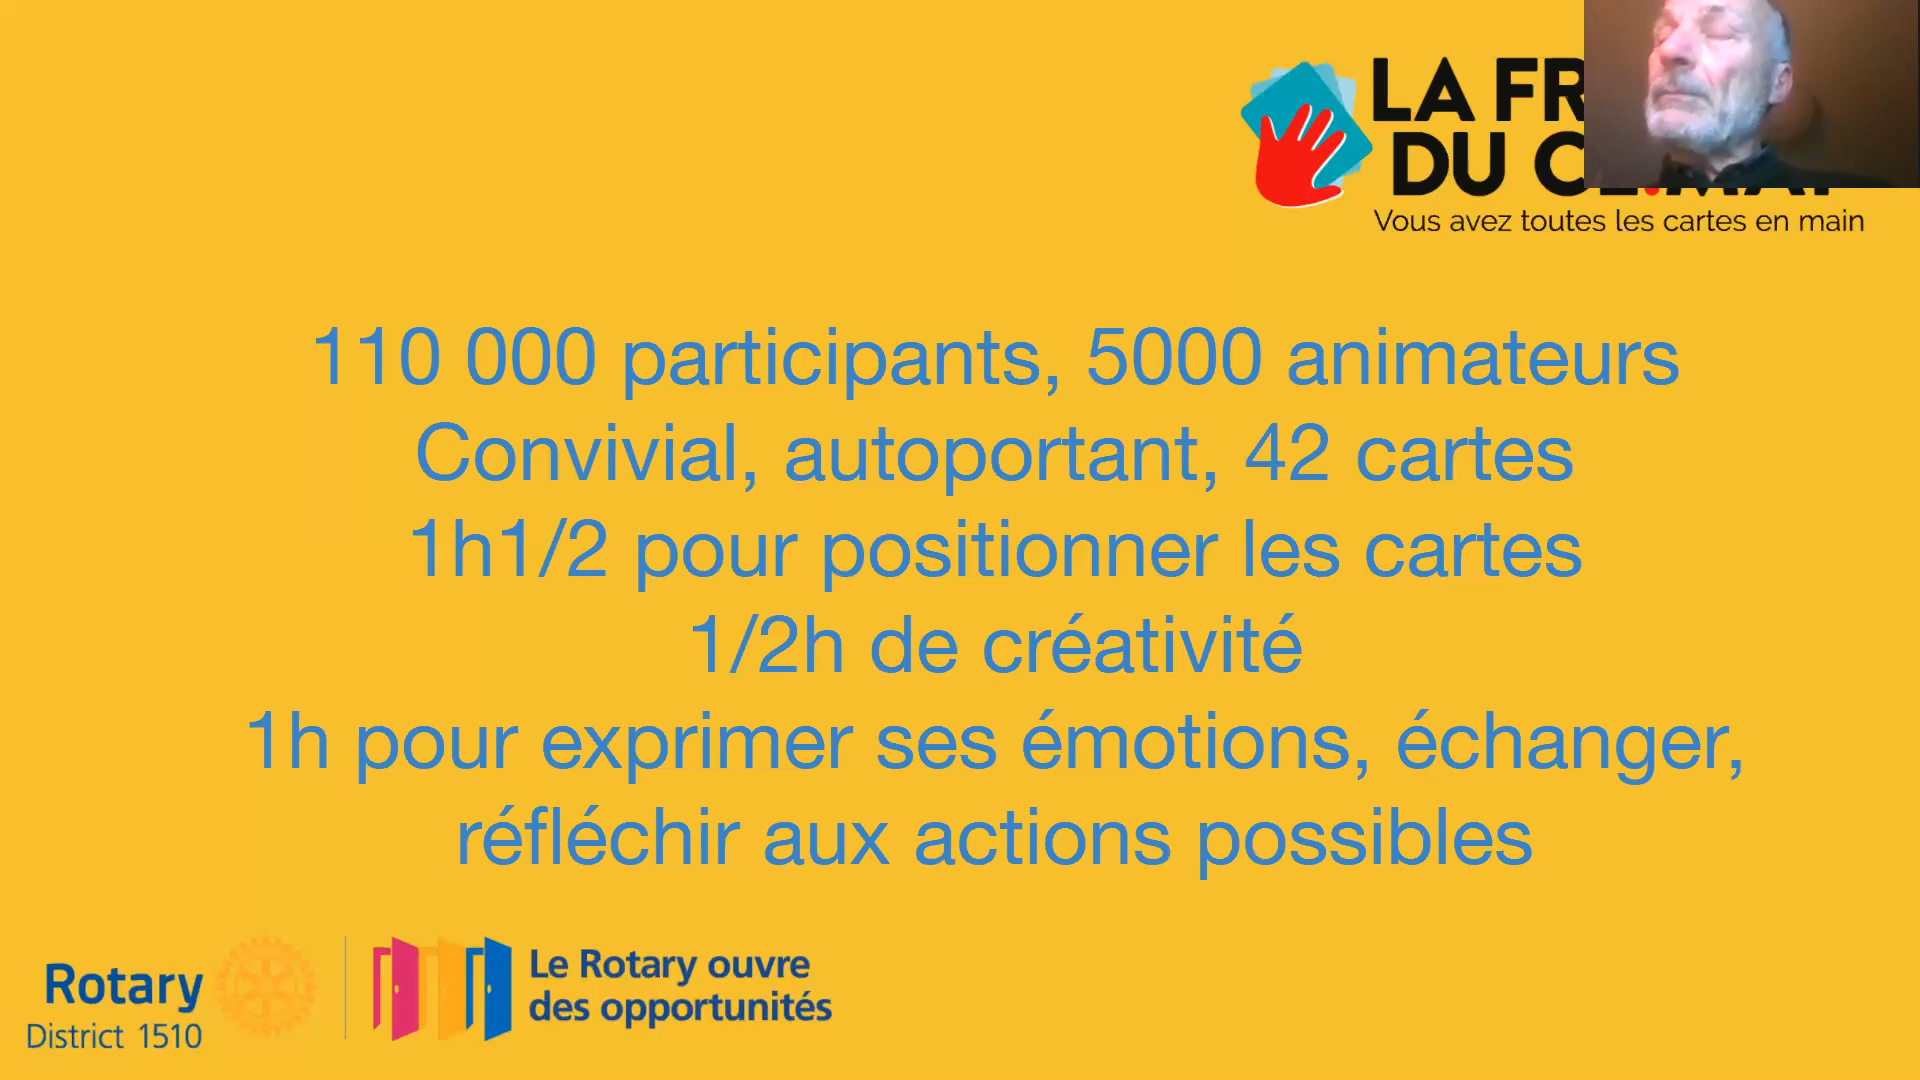 LA FR
DU C
Vous avez toutes les cartes en main
110 000 participants, 5000 animateurs
Convivial, autoportant, 42 cartes
1h1/2 pour positionner les cartes
1/2h de créativité
1h pour exprimer ses émotions, échanger,
réfléchir aux actions possibles
Rotary
District 1510
Le Rotary ouvre
des opportunités